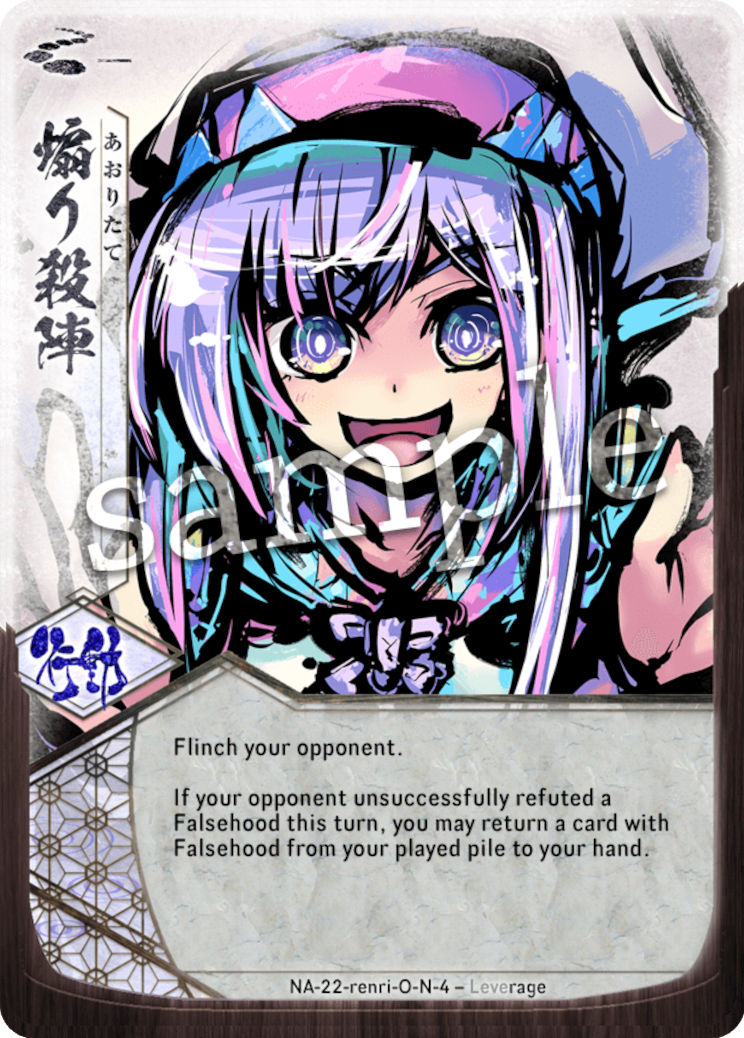 煽り殺陣
あおりたて
sample
行动
Flinch your opponent.
If your opponent unsuccessfully refuted a
Falsehood this turn, you may return a card with
Falsehood from your played pile to your hand.
NA-22-renri-O-N-4 – Leverage